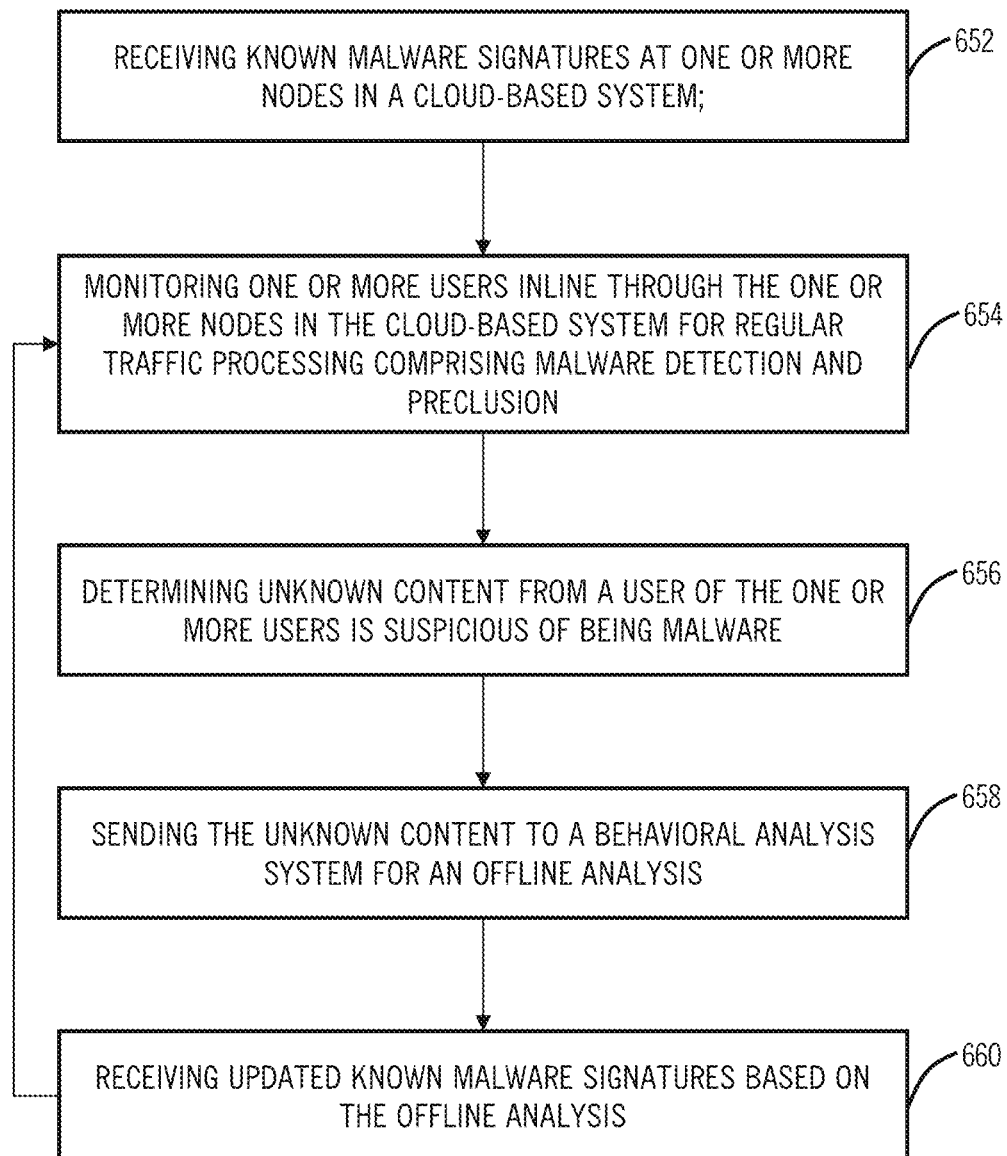 RECEIVING KNOWN MALWARE SIGNATURES AT ONE OR MORE
NODES IN A CLOUD-BASED SYSTEM;
652
MONITORING ONE OR MORE USERS INLINE THROUGH THE ONE OR
MORE NODES IN THE CLOUD-BASED SYSTEM FOR REGULAR
TRAFFIC PROCESSING COMPRISING MALWARE DETECTION AND
PRECLUSION
654
DETERMINING UNKNOWN CONTENT FROM A USER OF THE ONE OR
MORE USERS IS SUSPICIOUS OF BEING MALWARE
656
SENDING THE UNKNOWN CONTENT TO A BEHAVIORAL ANALYSIS
SYSTEM FOR AN OFFLINE ANALYSIS
658
RECEIVING UPDATED KNOWN MALWARE SIGNATURES BASED ON
THE OFFLINE ANALYSIS
660